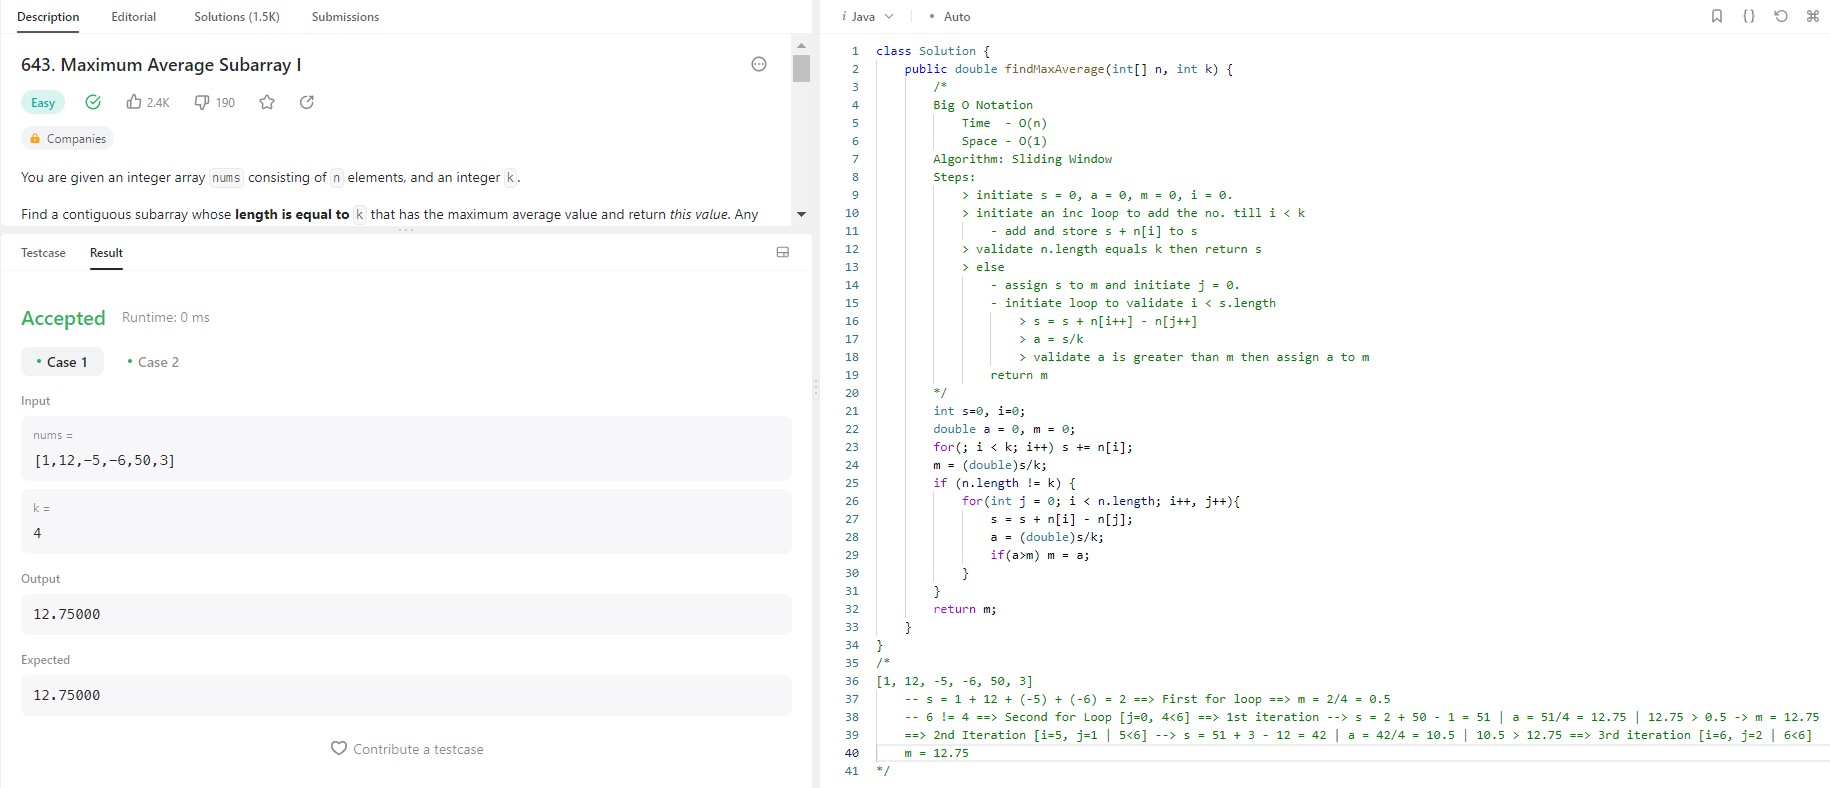 Description Editorial Solutions (1.5K) Submissions
643. Maximum Average Subarray I
Easy 2.4K 190
Companies
You are given an integer array nums consisting of n elements, and an integer k.
Find a contiguous subarray whose length is equal to k that has the maximum average value and return this value. Any
Testcase Result
Accepted Runtime: 0 ms
• Case 1 • Case 2
Input
nums =
[1,12,-5,-6,50,3]
k =
4
Output
12.75000
Expected
12.75000
Contribute a testcase
i Java • Auto
1 class Solution {
2 public double findMaxAverage(int[] n, int k) {
3 /*
4 Big O Notation
5 Time - O(n)
6 Space - O(1)
7 Algorithm: Sliding Window
8 Steps:
9 > initiate s = 0, a = 0, m = 0, i = 0.
10 > initiate an inc loop to add the no. till i < k
11 - add and store s + n[i] to s
12 > validate n.length equals k then return s
13 > else
14 - assign s to m and initiate j = 0.
15 - initiate loop to validate i < s.length
16 > s = s + n[i++] - n[j++]
17 > a = s/k
18 > validate a is greater than m then assign a to m
19 return m
20 */
21 int s=0, i=0;
22 double a = 0, m = 0;
23 for(; i < k; i++) s += n[i];
24 m = (double)s/k;
25 if (n.length != k) {
26 for(int j = 0; i < n.length; i++, j++){
27 s = s + n[i] - n[j];
28 a = (double)s/k;
29 if(a>m) m = a;
30 }
31 }
32 return m;
33 }
34 }
35 /*
36 [1, 12, -5, -6, 50, 3]
37 -- s = 1 + 12 + (-5) + (-6) = 2 ==> First for loop ==> m = 2/4 = 0.5
38 -- 6 != 4 ==> Second for Loop [j=0, 4<6] ==> 1st iteration --> s = 2 + 50 - 1 = 51 | a = 51/4 = 12.75 | 12.75 > 0.5 -> m = 12.75
39 ==> 2nd Iteration [i=5, j=1 | 5<6] --> s = 51 + 3 - 12 = 42 | a = 42/4 = 10.5 | 10.5 > 12.75 ==> 3rd iteration [i=6, j=2 | 6<6]
40 m = 12.75
41 */